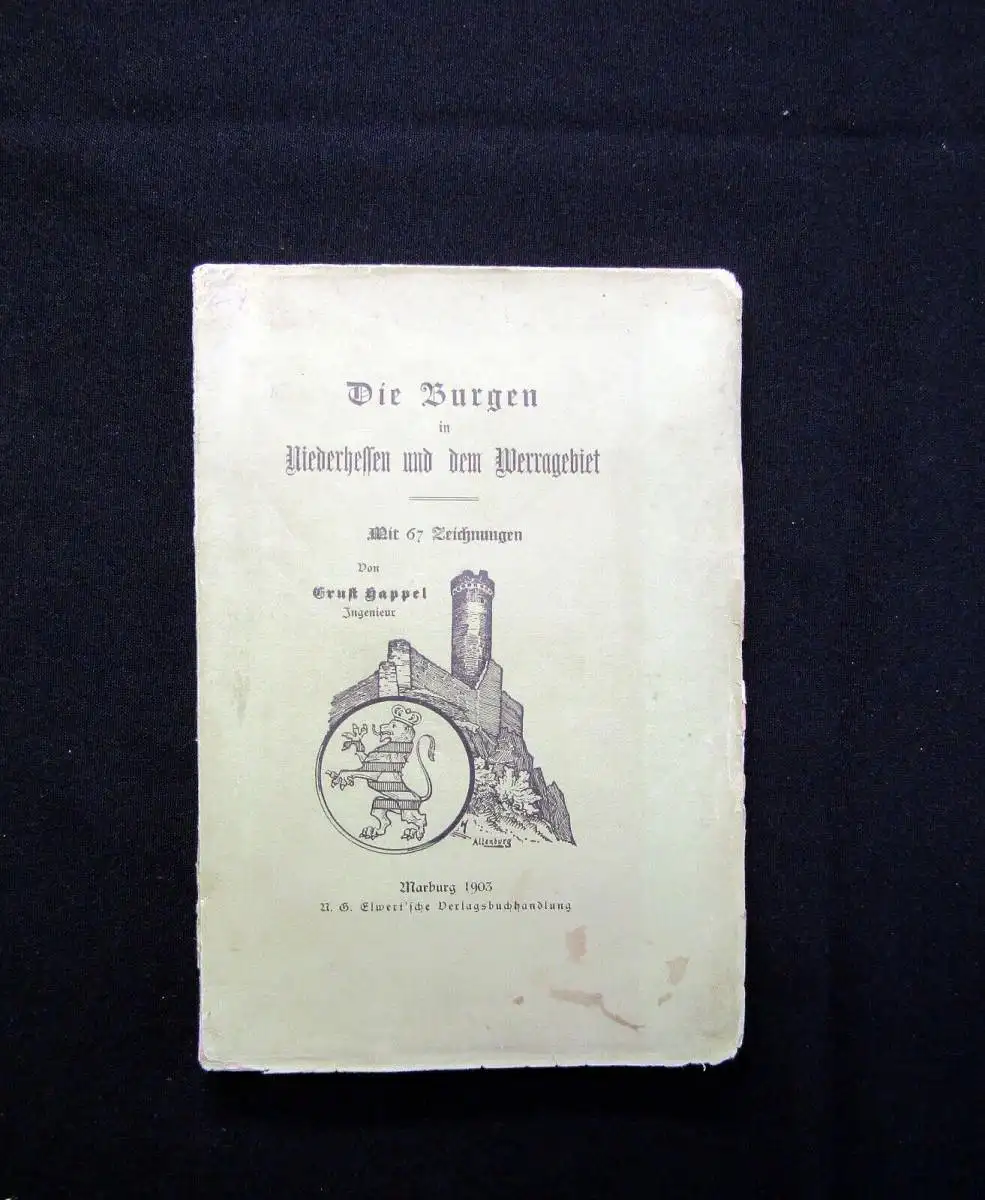 Die Burgen
in
Niederhessen und dem Werragebiet
Mit 67 Zeichnungen
Von
Ernst Happel
Ingenieur
Altenburg
Marburg 1903
N. G. Elwert'sche Verlagsbuchhandlung